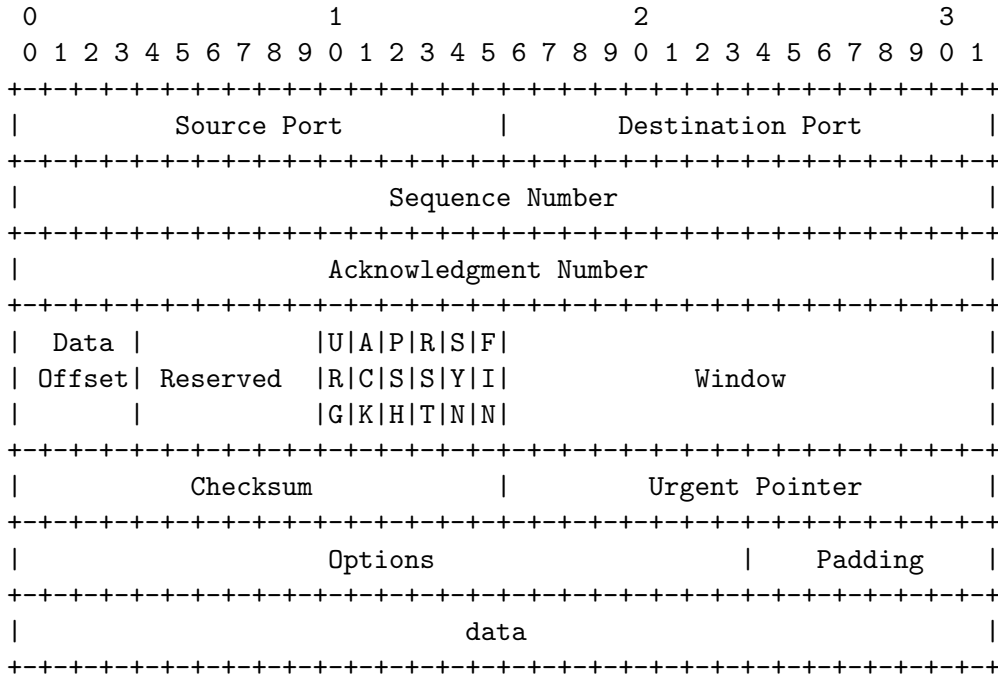 0                   1                   2                   3
 0 1 2 3 4 5 6 7 8 9 0 1 2 3 4 5 6 7 8 9 0 1 2 3 4 5 6 7 8 9 0 1
+-+-+-+-+-+-+-+-+-+-+-+-+-+-+-+-+-+-+-+-+-+-+-+-+-+-+-+-+-+-+-+-+
|          Source Port          |       Destination Port        |
+-+-+-+-+-+-+-+-+-+-+-+-+-+-+-+-+-+-+-+-+-+-+-+-+-+-+-+-+-+-+-+-+
|                        Sequence Number                        |
+-+-+-+-+-+-+-+-+-+-+-+-+-+-+-+-+-+-+-+-+-+-+-+-+-+-+-+-+-+-+-+-+
|                    Acknowledgment Number                      |
+-+-+-+-+-+-+-+-+-+-+-+-+-+-+-+-+-+-+-+-+-+-+-+-+-+-+-+-+-+-+-+-+
|  Data |           |U|A|P|R|S|F|                               |
| Offset| Reserved  |R|C|S|S|Y|I|            Window             |
|       |           |G|K|H|T|N|N|                               |
+-+-+-+-+-+-+-+-+-+-+-+-+-+-+-+-+-+-+-+-+-+-+-+-+-+-+-+-+-+-+-+-+
|           Checksum            |         Urgent Pointer        |
+-+-+-+-+-+-+-+-+-+-+-+-+-+-+-+-+-+-+-+-+-+-+-+-+-+-+-+-+-+-+-+-+
|                    Options                    |    Padding    |
+-+-+-+-+-+-+-+-+-+-+-+-+-+-+-+-+-+-+-+-+-+-+-+-+-+-+-+-+-+-+-+-+
|                             data                              |
+-+-+-+-+-+-+-+-+-+-+-+-+-+-+-+-+-+-+-+-+-+-+-+-+-+-+-+-+-+-+-+-+